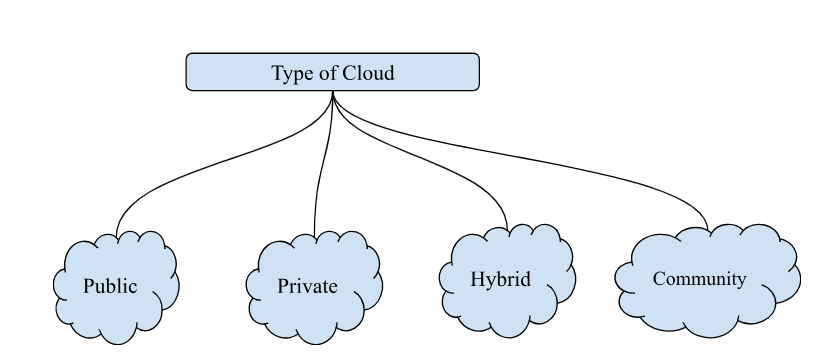 Type of Cloud
Public
Private
Hybrid
Community